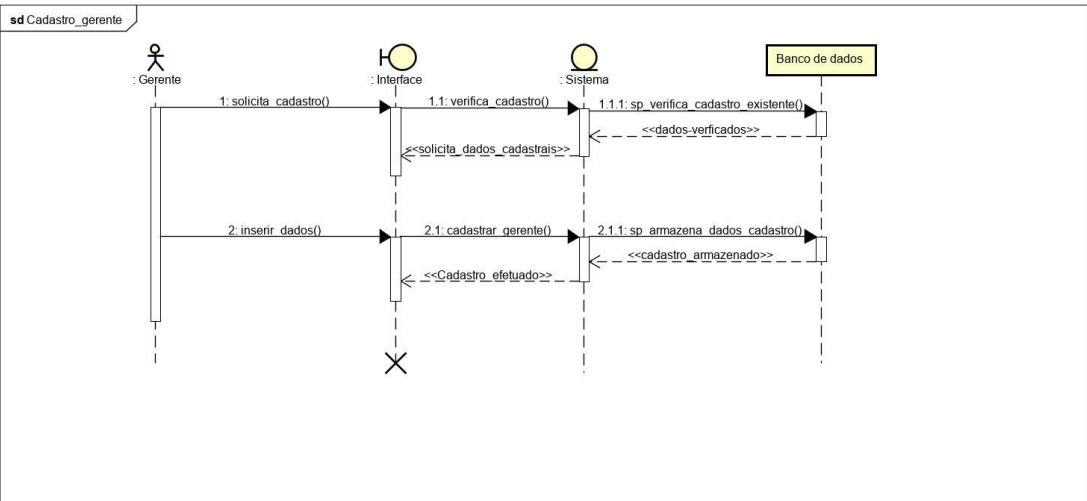 sd Cadastro_gerente
: Gerente
: Interface
: Sistema
Banco de dados
1: solicita_cadastro()
1.1: verifica_cadastro()
1.1.1: sp_verifica_cadastro_existente()
<<dados-verficados>>
<<solicita_dados_cadastrais>>
2: inserir_dados()
2.1: cadastrar_gerente()
2.1.1: sp_armazena_dados_cadastro()
<<cadastro_armazenado>>
<<Cadastro_efetuado>>